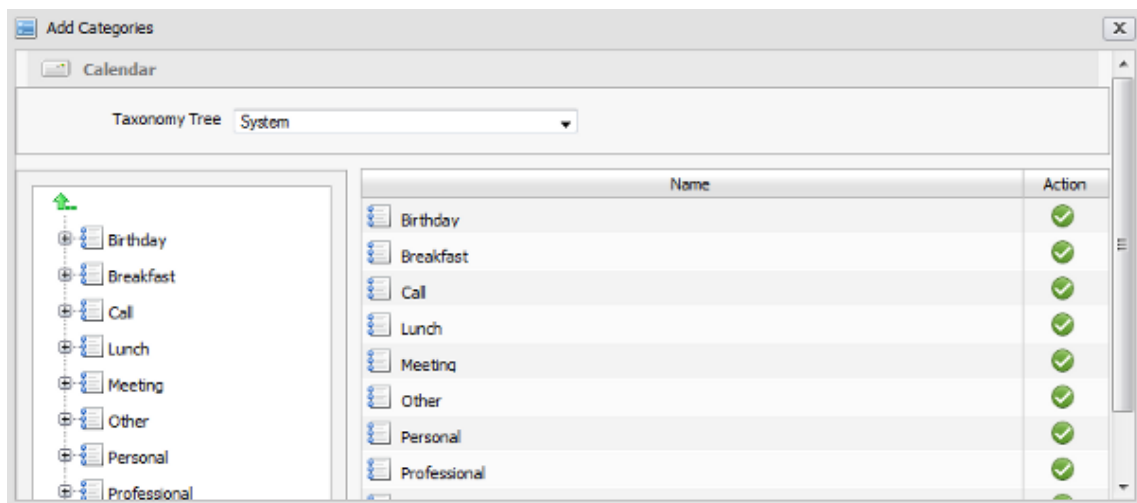 Add Categories
x
Calendar
Taxonomy Tree System
Birthday
Breakfast
Call
Lunch
Meeting
Other
Personal
Professional
Name Action
Birthday
Breakfast
Call
Lunch
Meeting
Other
Personal
Professional